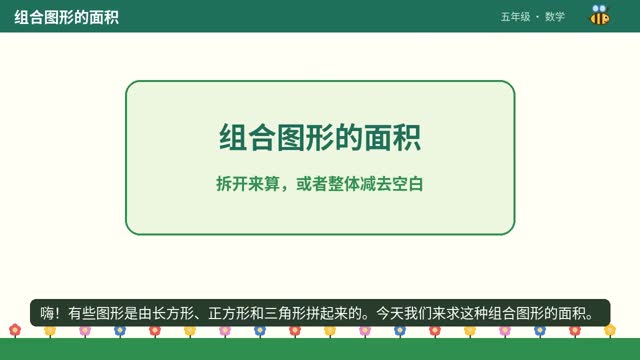 组合图形的面积
五年级 · 数学
组合图形的面积
拆开来算，或者整体减去空白
嗨！有些图形是由长方形、正方形和三角形拼起来的。今天我们来求这种组合图形的面积。